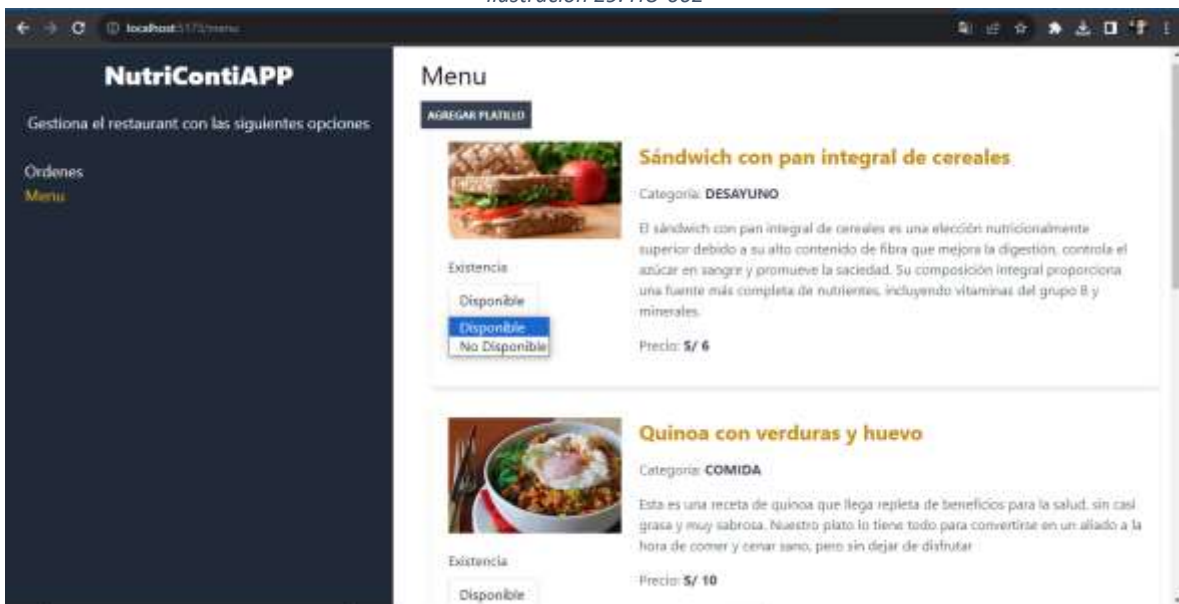 Ilustración 29. HU-002
localhost:5173/menu
NutriContiAPP
Gestiona el restaurant con las siguientes opciones
Ordenes
Menu
Menu
AGREGAR PLATILLO
Sándwich con pan integral de cereales
Categoría: DESAYUNO
El sándwich con pan integral de cereales es una elección nutricionalmente
superior debido a su alto contenido de fibra que mejora la digestión, controla el
azúcar en sangre y promueve la saciedad. Su composición integral proporciona
una fuente más completa de nutrientes, incluyendo vitaminas del grupo B y
minerales.
Precio: S/ 6
Existencia
Disponible
Disponible
No Disponible
Quinoa con verduras y huevo
Categoría: COMIDA
Esta es una receta de quinoa que llega repleta de beneficios para la salud, sin casi
grasa y muy sabrosa. Nuestro plato lo tiene todo para convertirse en un aliado a la
hora de comer y cenar sano, pero sin dejar de disfrutar
Precio: S/ 10
Existencia
Disponible